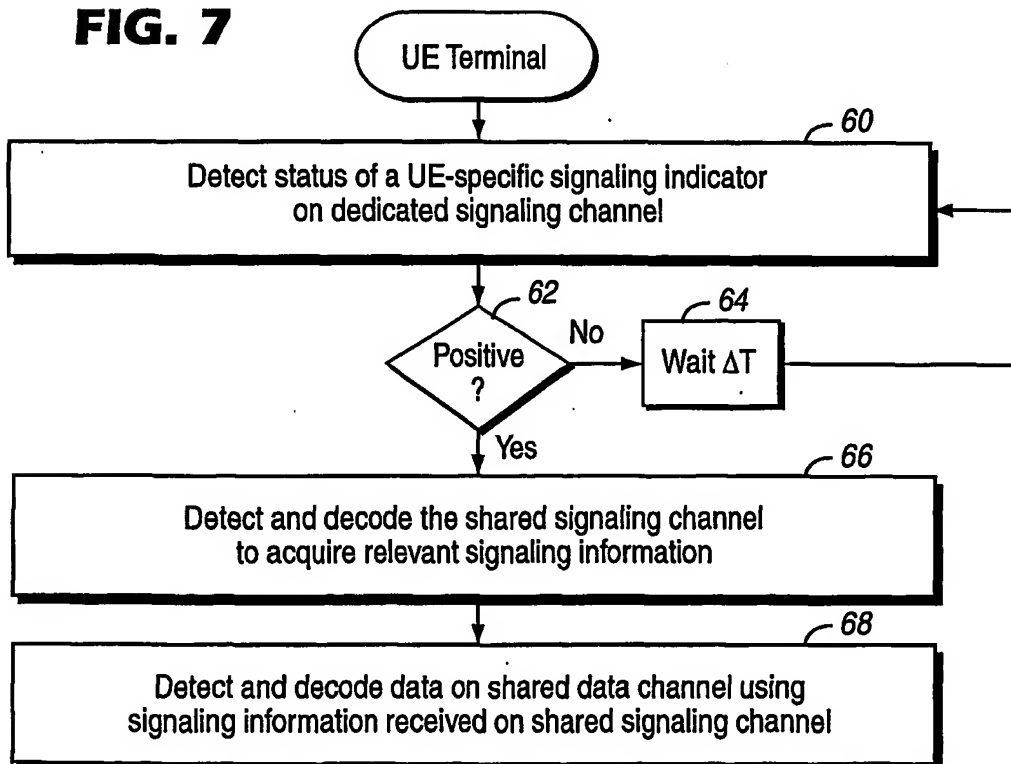 FIG. 7
UE Terminal
60
Detect status of a UE-specific signaling indicator
on dedicated signaling channel
62
Positive
?
No
64
Wait ΔT
Yes
66
Detect and decode the shared signaling channel
to acquire relevant signaling information
68
Detect and decode data on shared data channel using
signaling information received on shared signaling channel